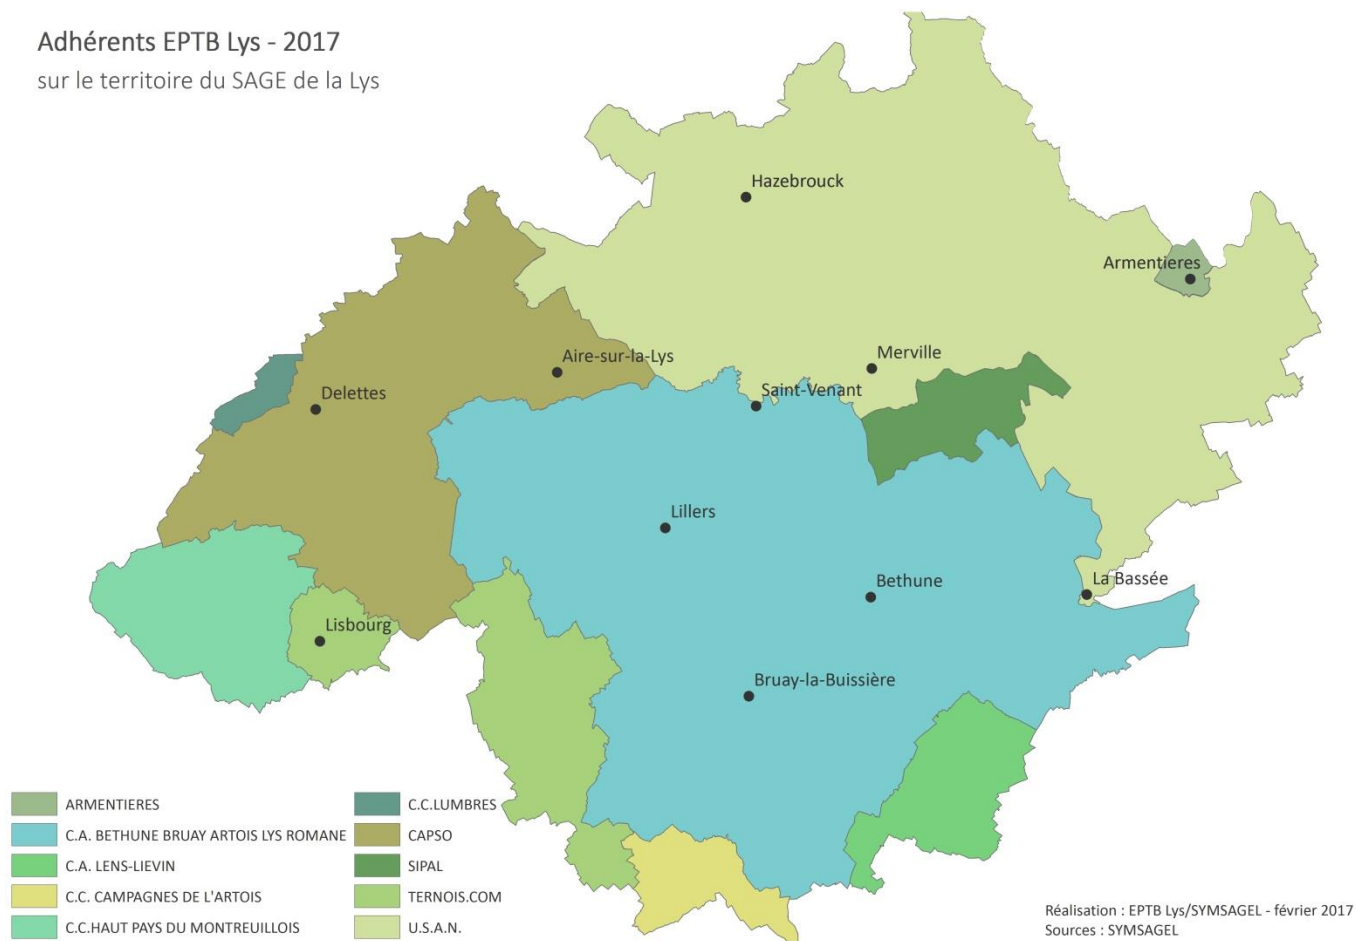 Adhérents EPTB Lys - 2017
sur le territoire du SAGE de la Lys
Hazebrouck
Armentieres
Aire-sur-la-Lys
Merville
Delettes
Saint-Venant
Lillers
Bethune
La Bassée
Lisbourg
Bruay-la-Buissière
ARMENTIERES
C.A. BETHUNE BRUAY ARTOIS LYS ROMANE
C.A. LENS-LIEVIN
C.C. CAMPAGNES DE L'ARTOIS
C.C.HAUT PAYS DU MONTREUILLOIS
C.C.LUMBRES
CAPSO
SIPAL
TERNOIS.COM
U.S.A.N.
Réalisation : EPTB Lys/SYMSAGEL - février 2017
Sources : SYMSAGEL